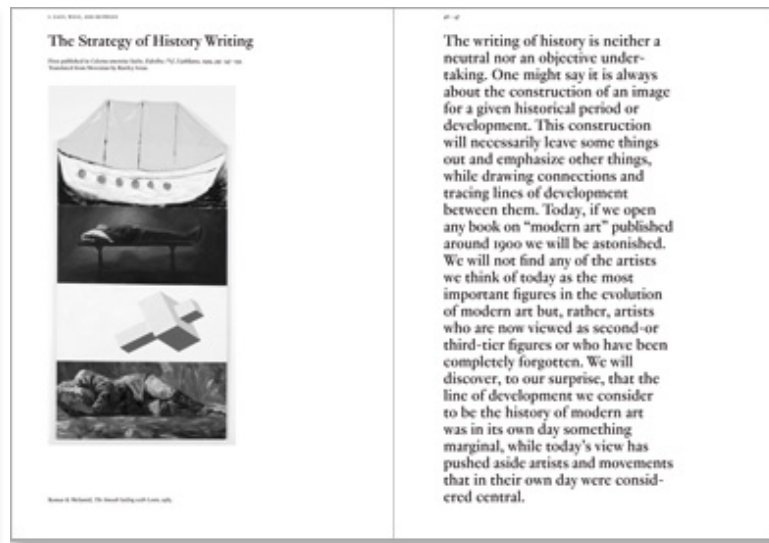 The Strategy of History Writing
The writing of history is neither a
neutral nor an objective under-
taking. One might say it is always
about the construction of an image
for a given historical period or
development. This construction
will necessarily leave some things
out and emphasize other things,
while drawing connections and
tracing lines of development
between them. Today, if we open
any book on “modern art” published
around 1900 we will be astonished.
We will not find any of the artists
we think of today as the most
important figures in the evolution
of modern art but, rather, artists
who are now viewed as second-or
third-tier figures or who have been
completely forgotten. We will
discover, to our surprise, that the
line of development we consider
to be the history of modern art
was in its own day something
marginal, while today’s view has
pushed aside artists and movements
that in their own day were consid-
ered central.